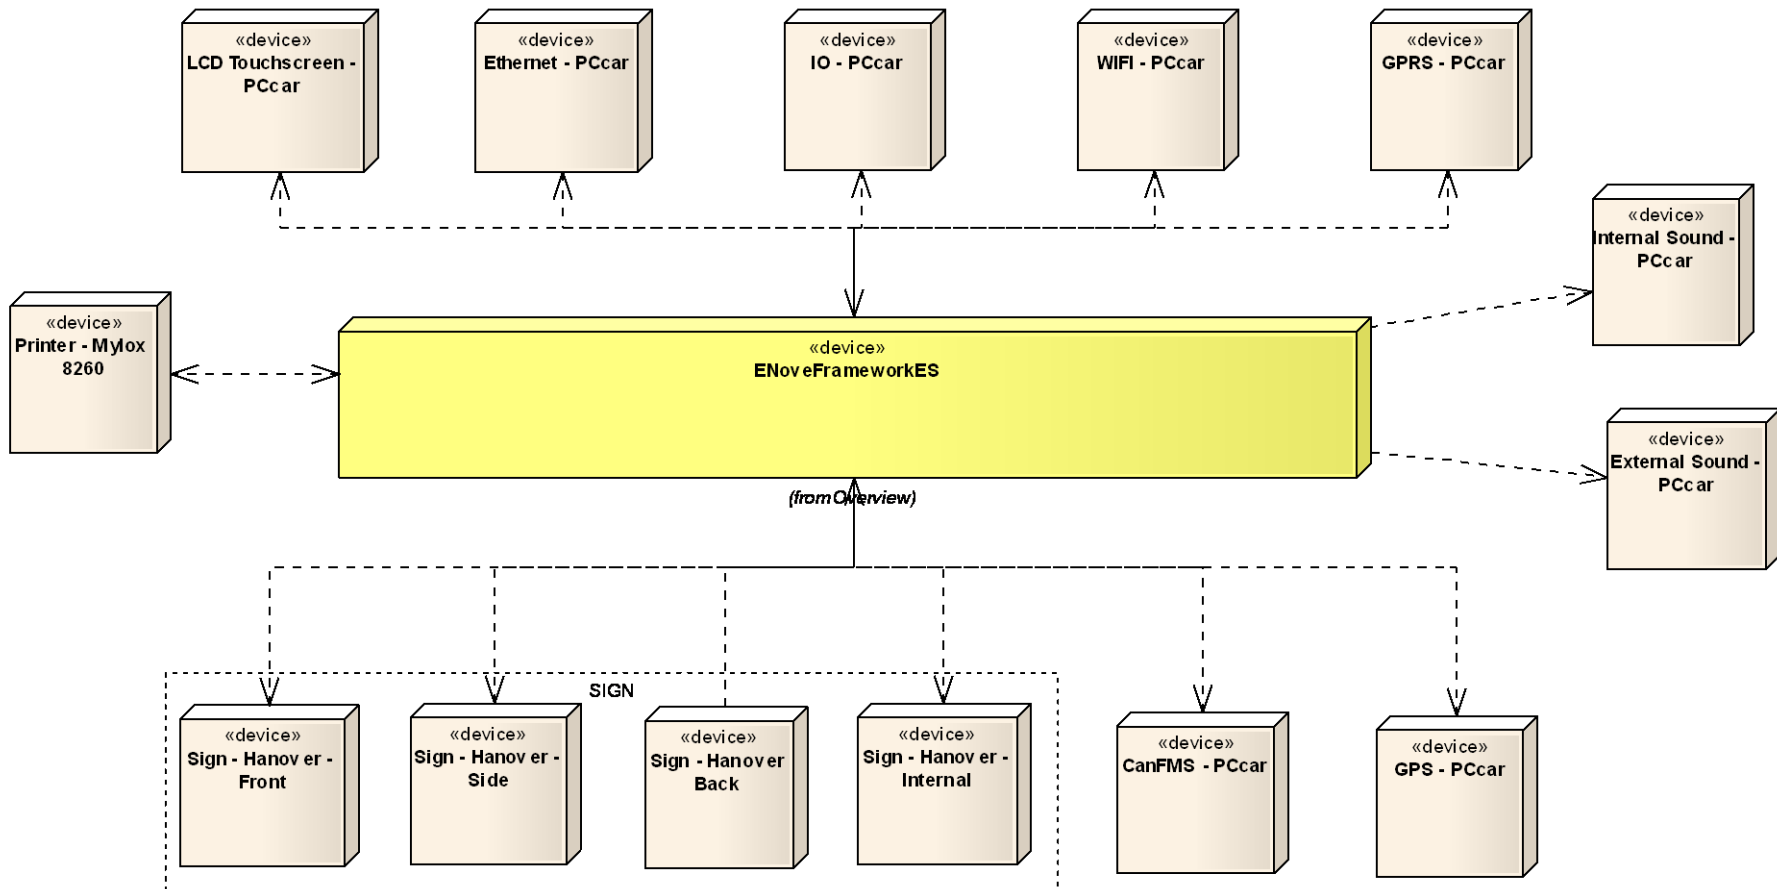 «device»
LCD Touchscreen -
PCcar
«device»
Ethernet - PCcar
«device»
IO - PCcar
«device»
WIFI - PCcar
«device»
GPRS - PCcar
«device»
Internal Sound -
PCcar
«device»
Printer - Mylox
8260
«device»
ENoveFrameworkES
(from Overview)
«device»
External Sound -
PCcar
SIGN
«device»
Sign - Hanover -
Front
«device»
Sign - Hanover -
Side
«device»
Sign - Hanover
Back
«device»
Sign - Hanover -
Internal
«device»
CanFMS - PCcar
«device»
GPS - PCcar